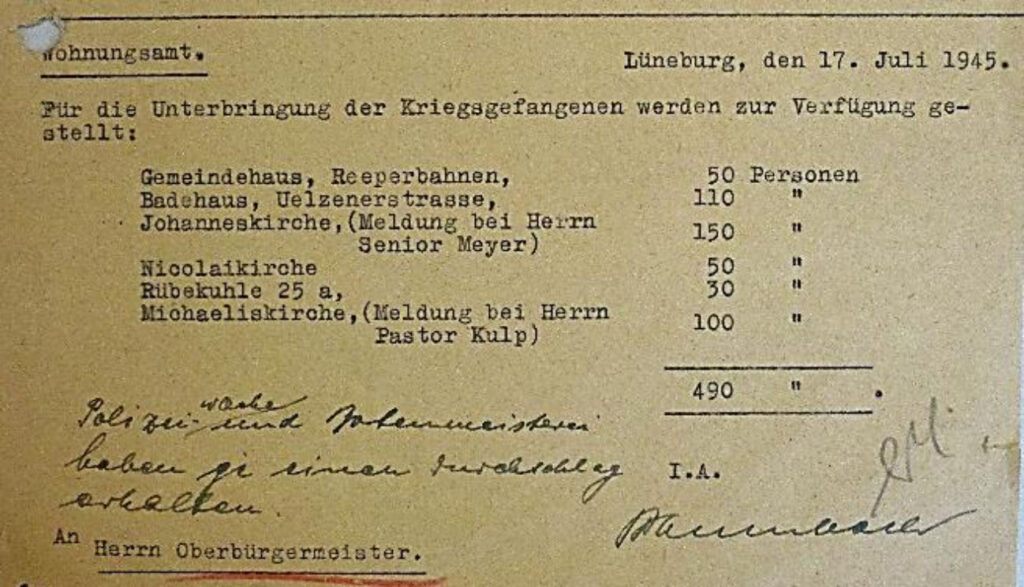 Wohnungsamt.
Lüneburg, den 17. Juli 1945.
Für die Unterbringung der Kriegsgefangenen werden zur Verfügung ge-
stellt:
Gemeindehaus, Reeperbahnen, 50 Personen
Badehaus, Uelzenerstrasse, 110 "
Johanneskirche,(Meldung bei Herrn
Senior Meyer) 150 "
Nicolaikirche 50 "
Rübekuhle 25 a, 30 "
Michaeliskirche,(Meldung bei Herrn
Pastor Kulp) 100 "
490 " .
Polizeiwache und Botenmeisterei
haben je einen Durchschlag
erhalten.
I.A.
An
Herrn Oberbürgermeister.